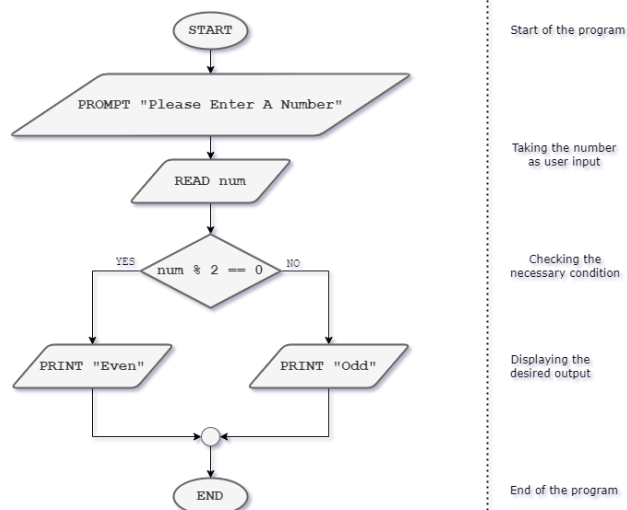 START
Start of the program
PROMPT "Please Enter A Number"
Taking the number
as user input
READ num
Checking the
necessary condition
YES
num % 2 == 0
NO
PRINT "Even"
PRINT "Odd"
Displaying the
desired output
END
End of the program